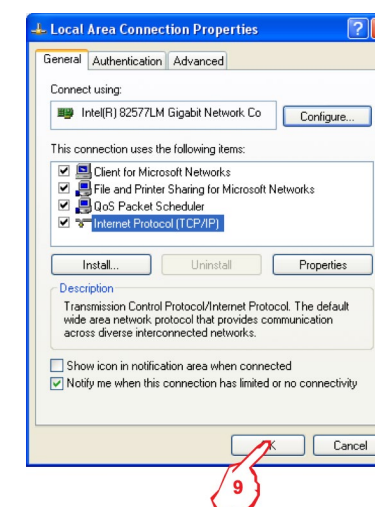 Local Area Connection Properties
?
General Authentication Advanced
Connect using:
Intel(R) 82577LM Gigabit Network Co
Configure...
This connection uses the following items:
Client for Microsoft Networks
File and Printer Sharing for Microsoft Networks
QoS Packet Scheduler
Internet Protocol (TCP/IP)
Install... Uninstall Properties
Description
Transmission Control Protocol/Internet Protocol. The default
wide area network protocol that provides communication
across diverse interconnected networks.
Show icon in notification area when connected
Notify me when this connection has limited or no connectivity
Cancel
9